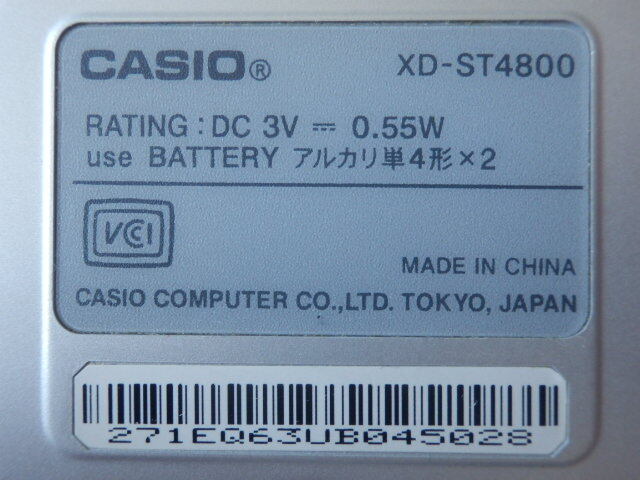 CASIO® XD-ST4800
RATING : DC 3V ⎓ 0.55W
use BATTERY アルカリ単4形×2
VCCI
MADE IN CHINA
CASIO COMPUTER CO.,LTD. TOKYO, JAPAN
271EQ63UB045028